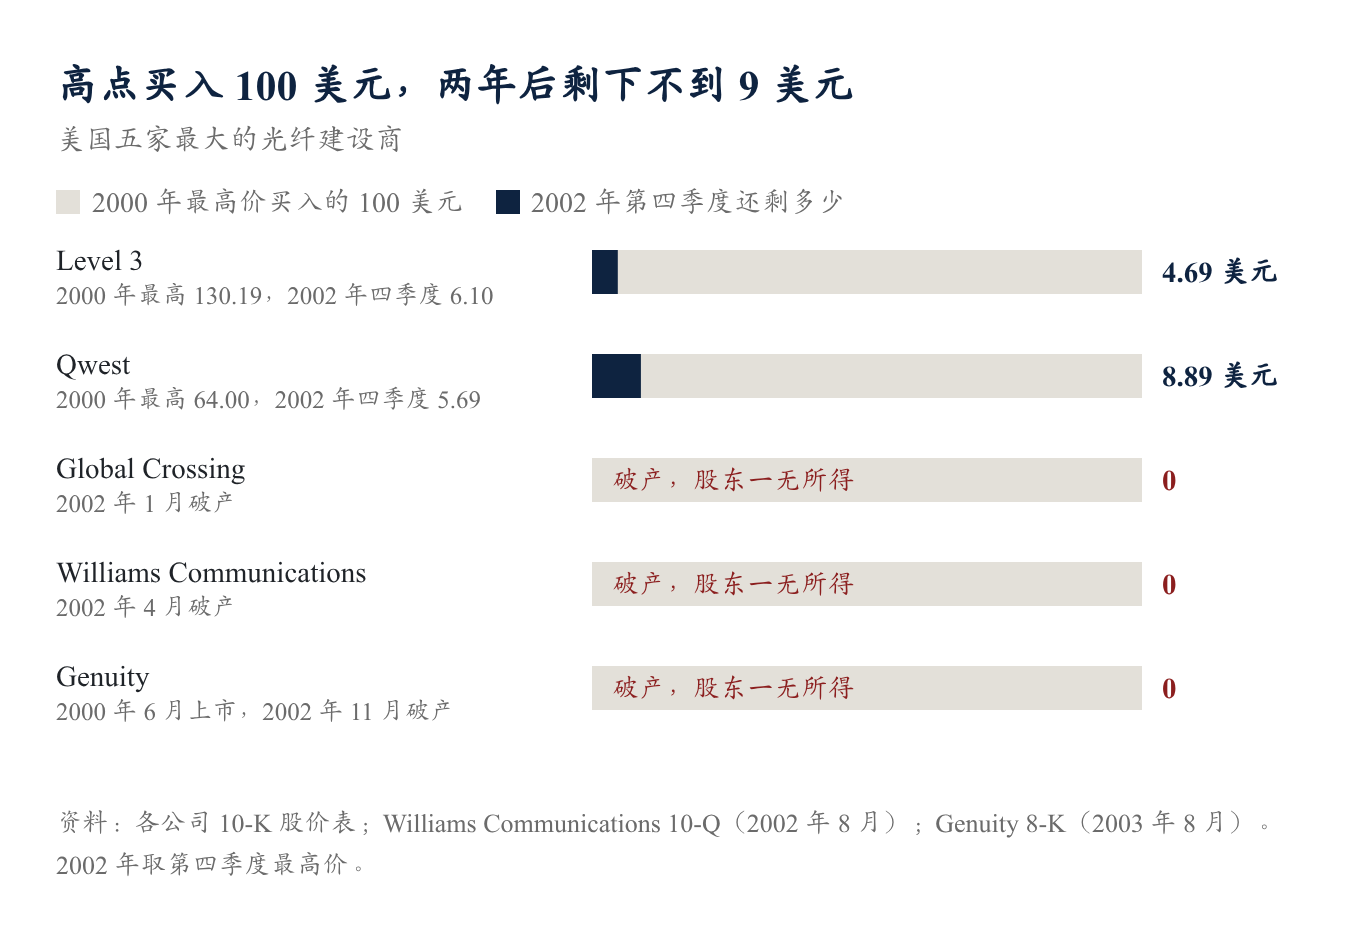 高点买入 100 美元，两年后剩下不到 9 美元
美国五家最大的光纤建设商
2000 年最高价买入的 100 美元
2002 年第四季度还剩多少
Level 3
2000 年最高 130.19，2002 年四季度 6.10
4.69 美元
Qwest
2000 年最高 64.00，2002 年四季度 5.69
8.89 美元
Global Crossing
2002 年 1 月破产
破产，股东一无所得
0
Williams Communications
2002 年 4 月破产
破产，股东一无所得
0
Genuity
2000 年 6 月上市，2002 年 11 月破产
破产，股东一无所得
0
资料：各公司 10-K 股价表；Williams Communications 10-Q（2002 年 8 月）；Genuity 8-K（2003 年 8 月）。
2002 年取第四季度最高价。